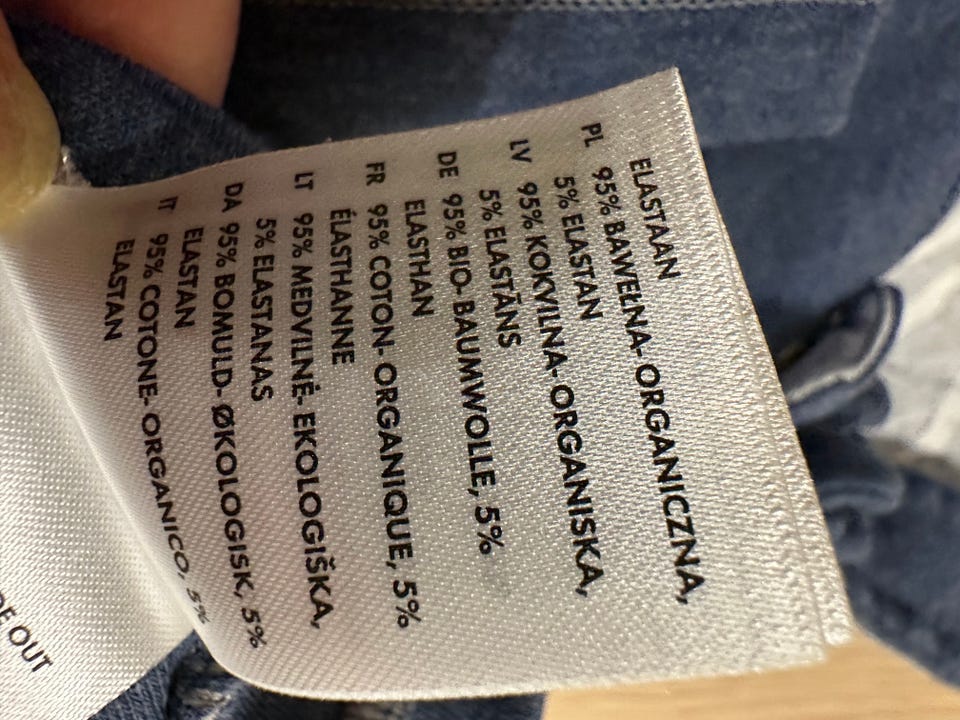 ELASTAAN
PL 95% BAWEŁNA- ORGANICZNA,
5% ELASTAN
LV 95% KOKVILNA- ORGANISKA,
5% ELASTĀNS
DE 95% BIO- BAUMWOLLE, 5%
ELASTHAN
FR 95% COTON- ORGANIQUE, 5%
ÉLASTHANNE
LT 95% MEDVILNĖ- EKOLOGIŠKA,
5% ELASTANAS
DA 95% BOMULD- ØKOLOGISK, 5%
ELASTAN
IT 95% COTONE- ORGANICO, 5%
ELASTAN
OUT